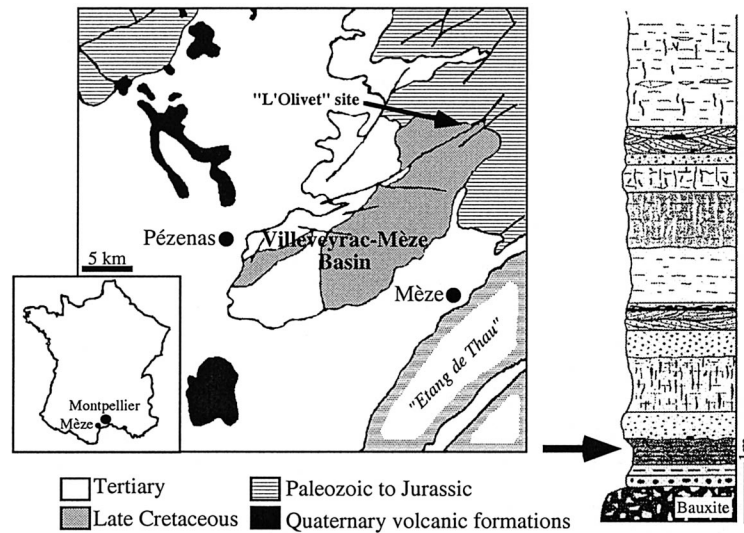 "L'Olivet" site
Pézenas
5 km
Villeveyrac-Mèze
Basin
Mèze
"Etang de Thau"
Montpellier
Mèze
Tertiary
Paleozoic to Jurassic
Late Cretaceous
Quaternary volcanic formations
Bauxite